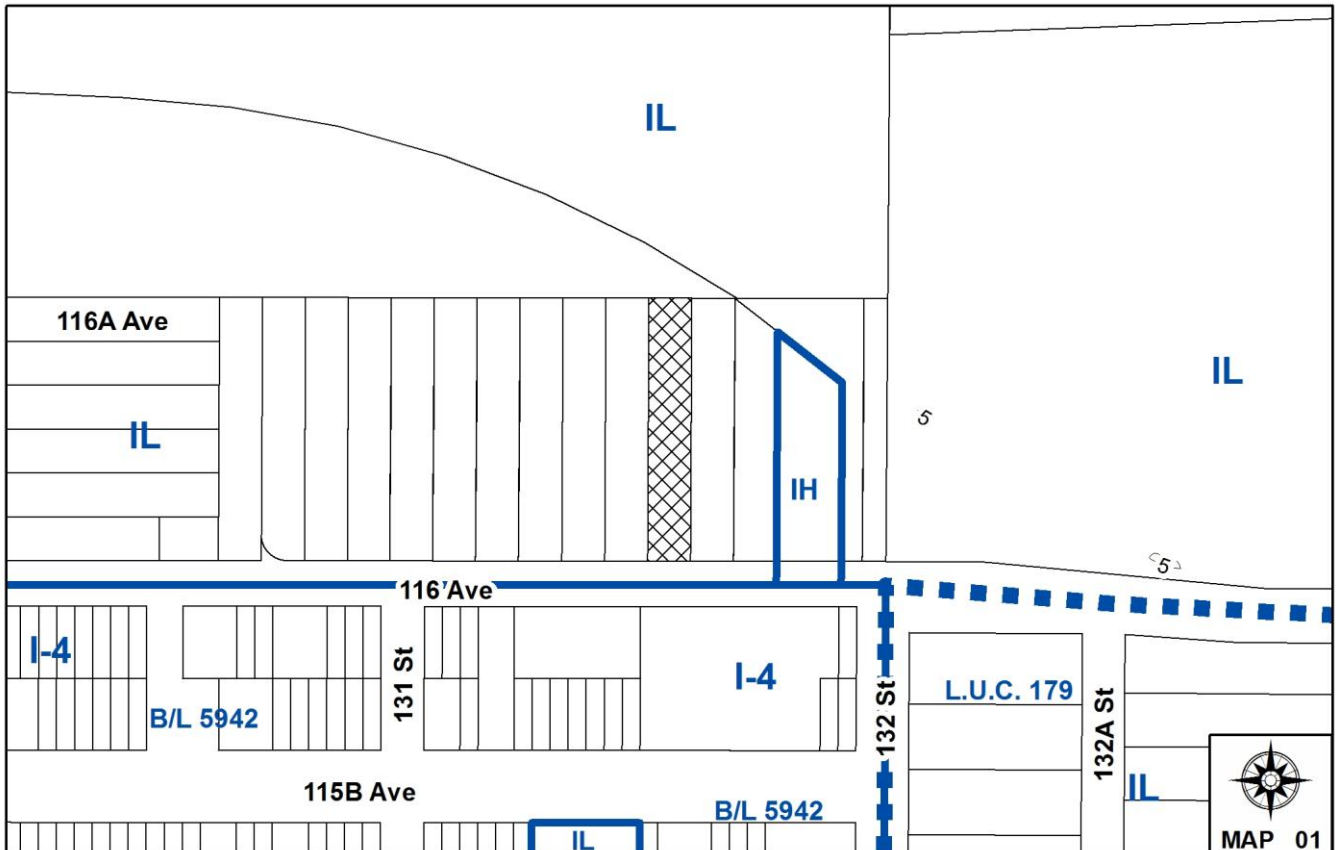 IL
116A Ave
IL
IL
5
IH
5
116 Ave
I-4
131 St
I-4
132 St
L.U.C. 179
132A St
B/L 5942
IL
115B Ave
B/L 5942
IL
MAP 01